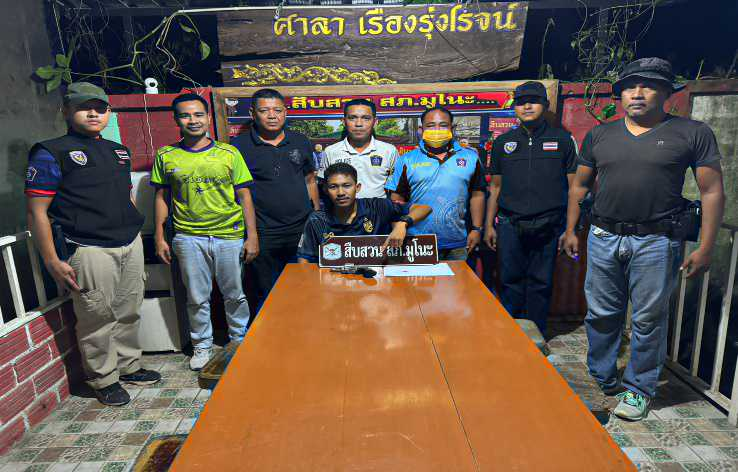 ศาลา เรืองรุ่งโรจน์
สืบสวน สภ.มูโนะ....
สืบสวน สภ.มูโนะ